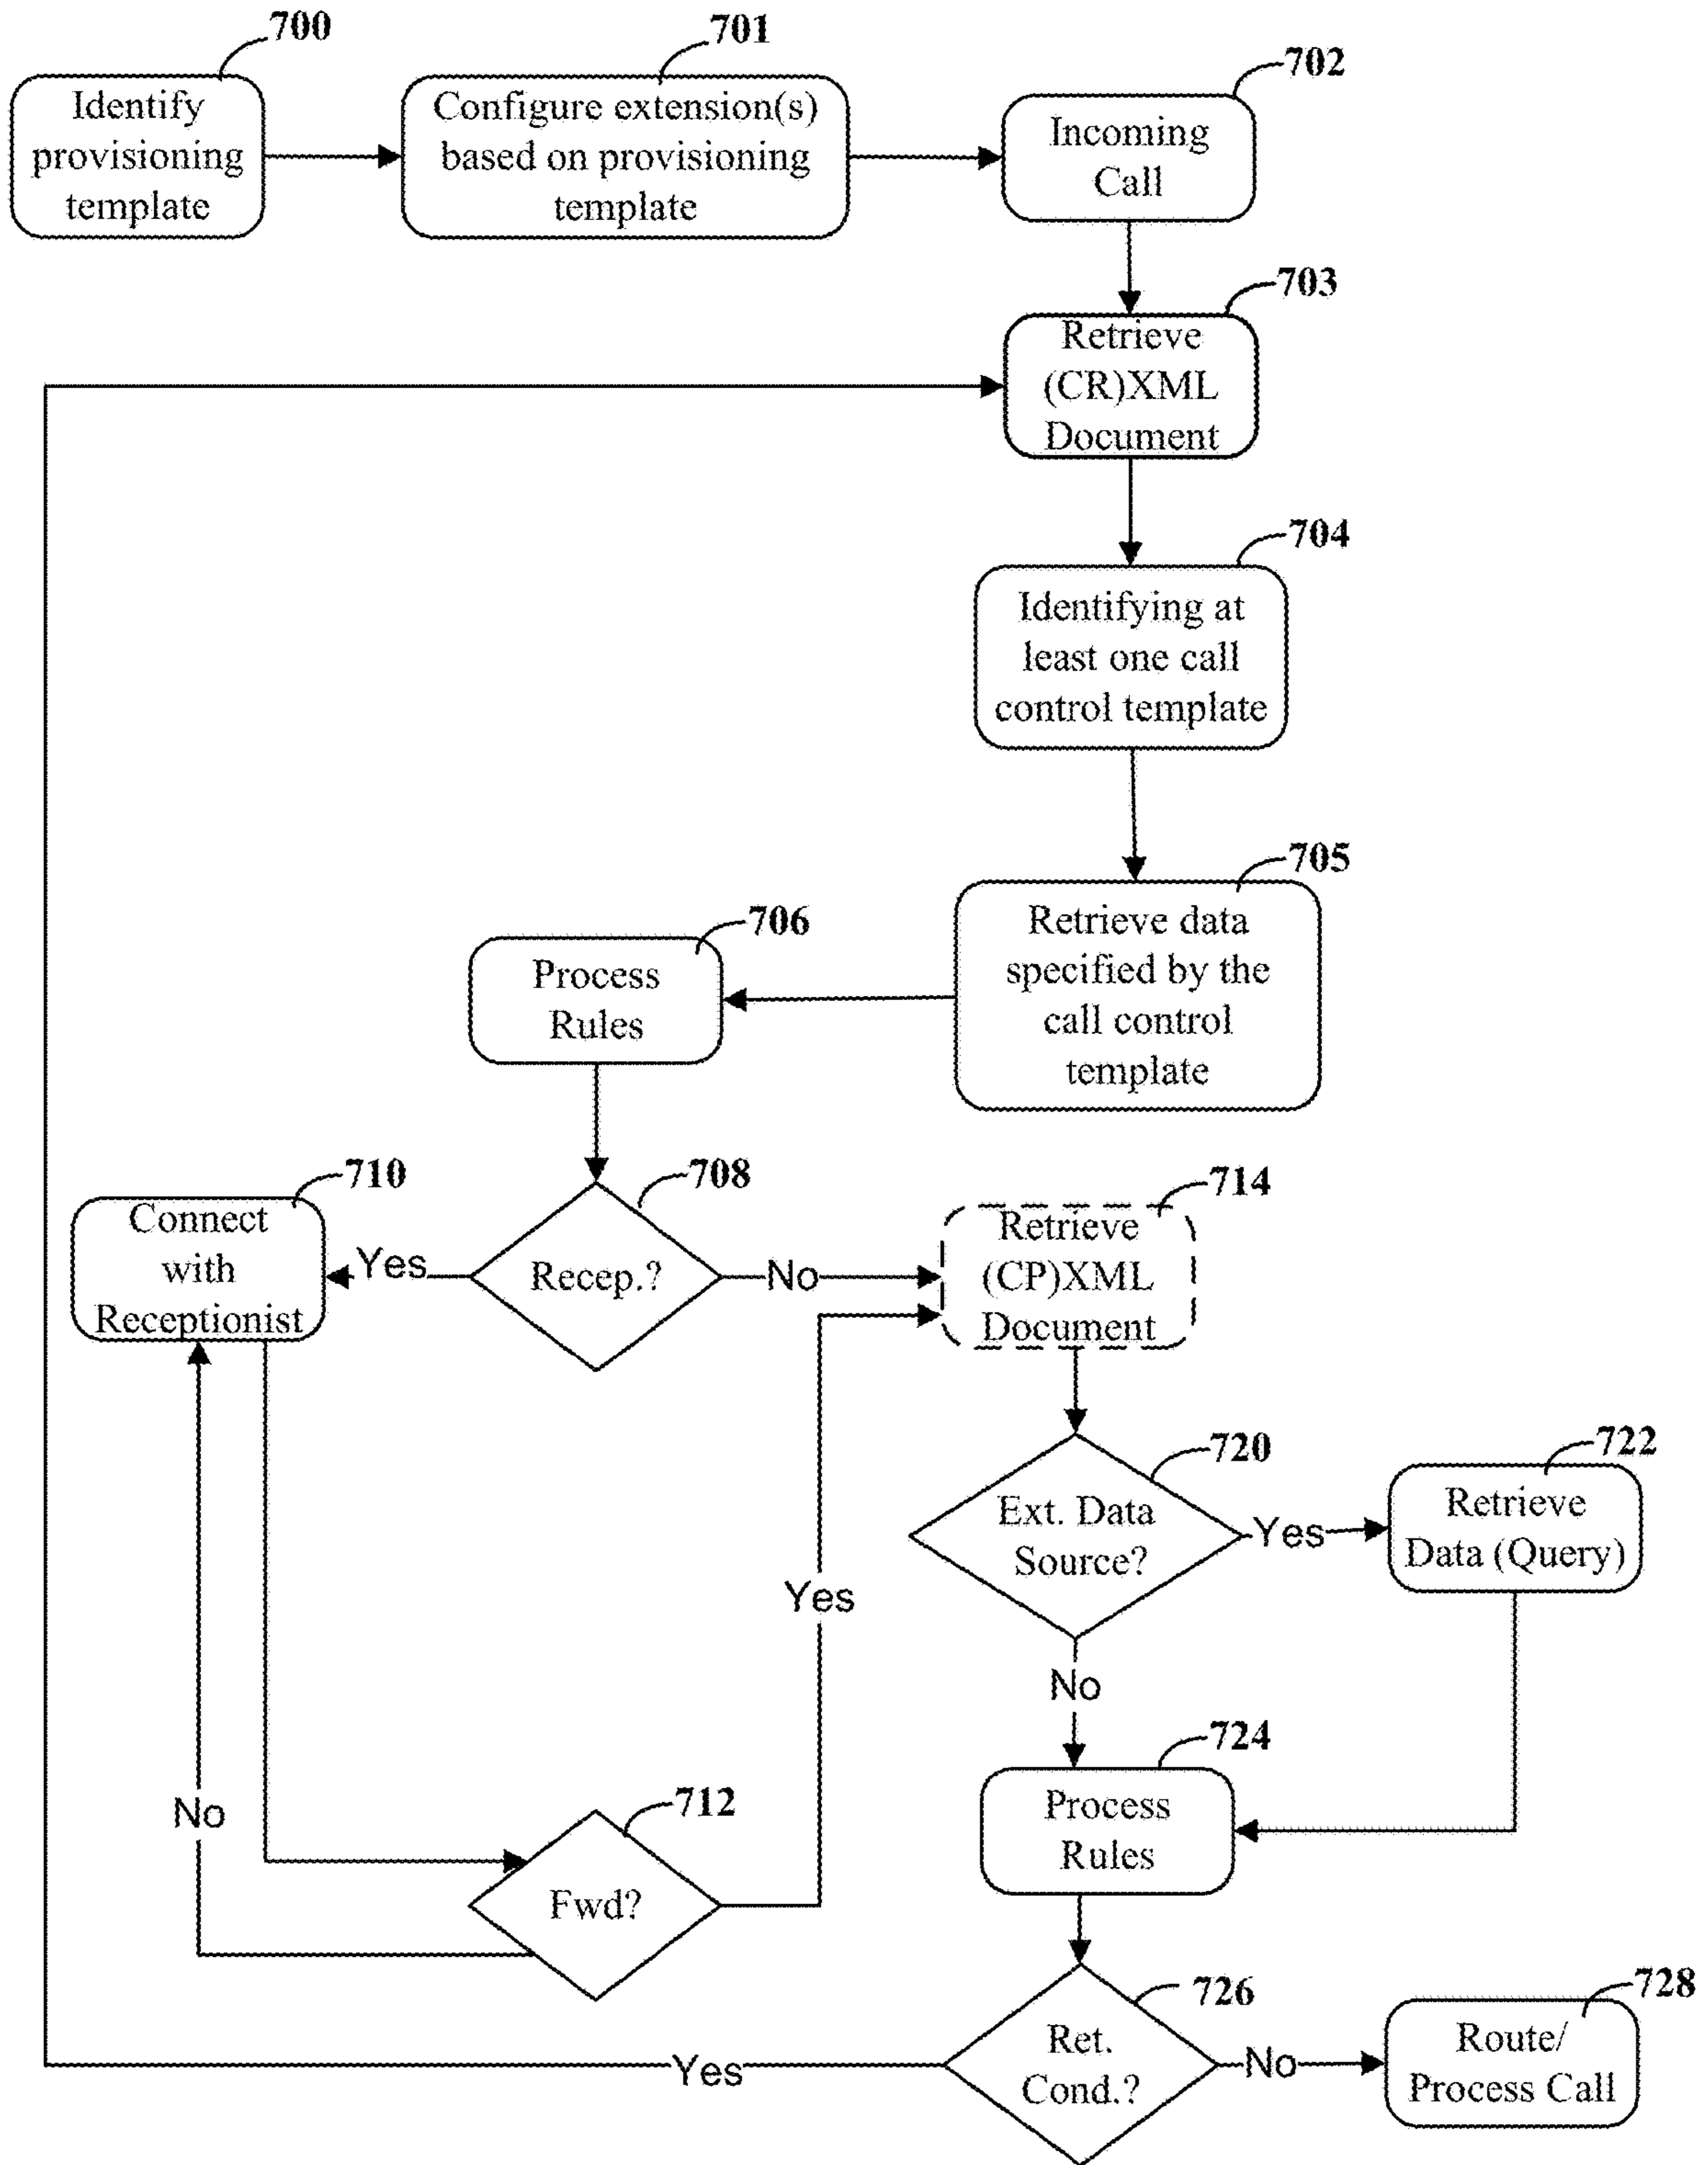 700
Identify
provisioning
template
701
Configure extension(s)
based on provisioning
template
702
Incoming
Call
703
Retrieve
(CR)XML
Document
704
Identifying at
least one call
control template
705
Retrieve data
specified by the
call control
template
706
Process
Rules
708
Recep.?
Yes
No
710
Connect
with
Receptionist
714
Retrieve
(CP)XML
Document
720
Ext. Data
Source?
Yes
No
722
Retrieve
Data (Query)
Yes
712
Fwd?
No
724
Process
Rules
726
Ret.
Cond.?
Yes
No
728
Route/
Process Call